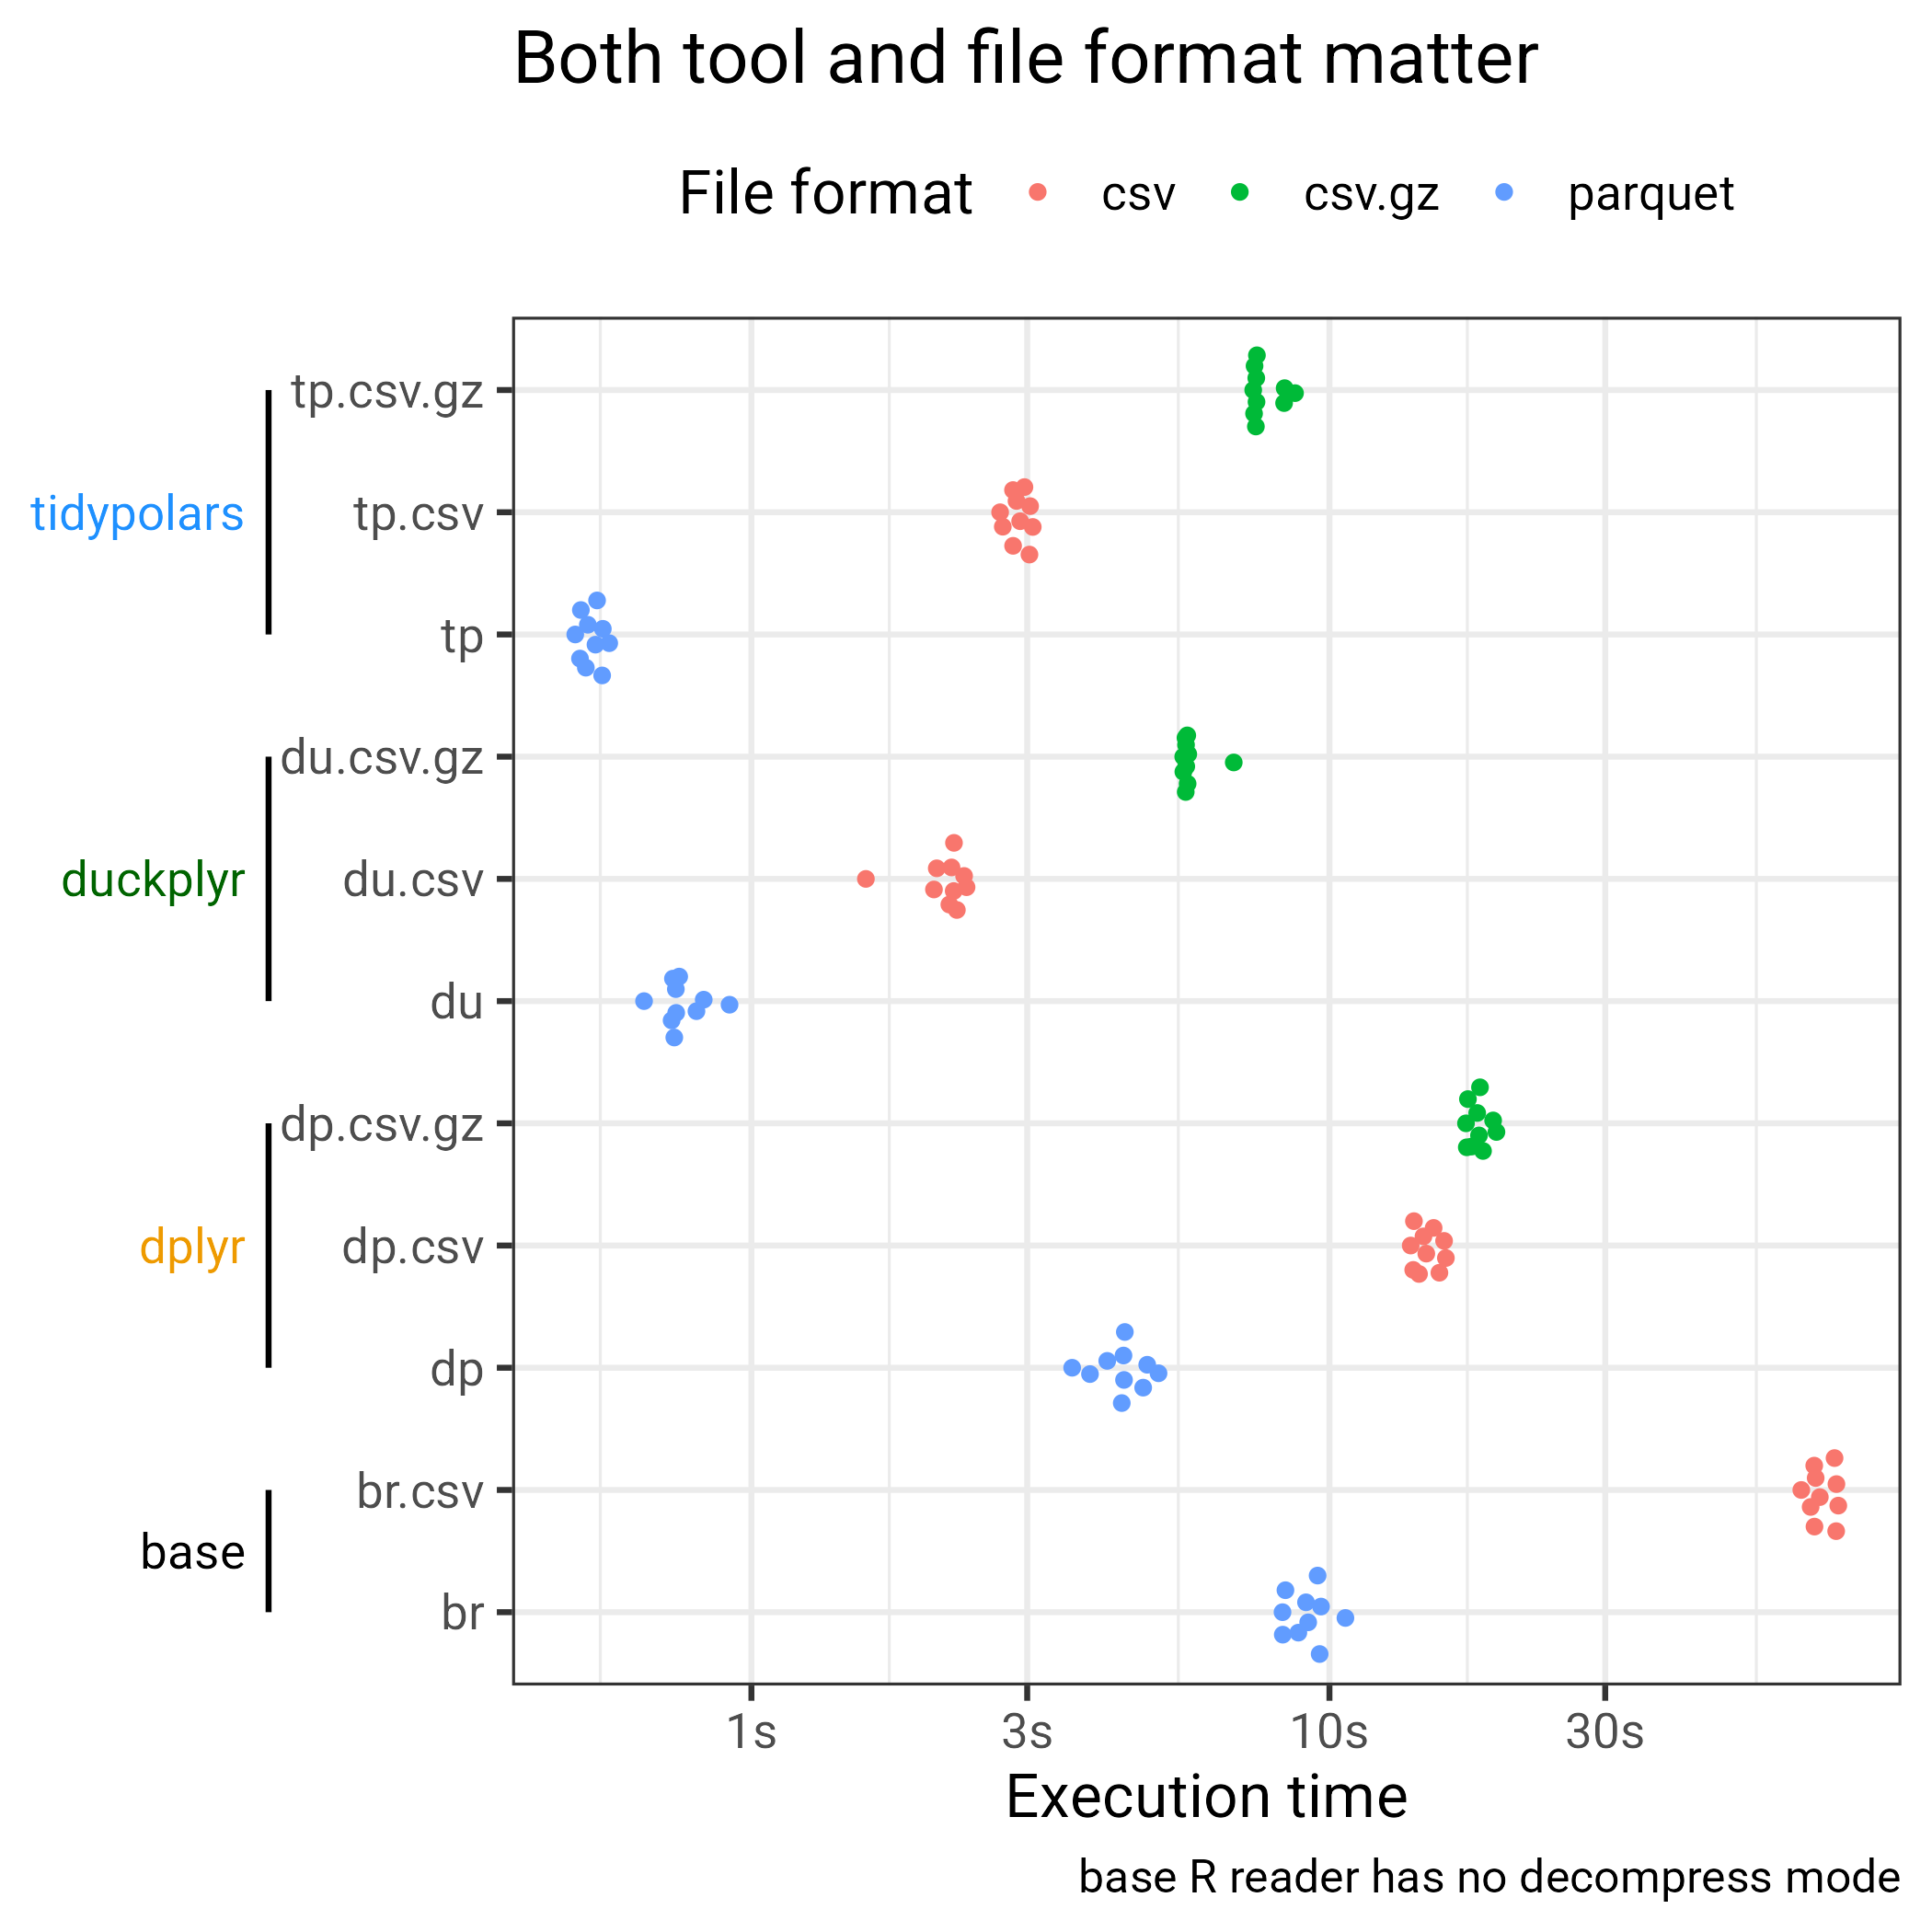 Both tool and file format matter
File format csv csv.gz parquet
tp.csv.gz
tidypolars tp.csv
tp
du.csv.gz
duckplyr du.csv
du
dp.csv.gz
dplyr dp.csv
dp
br.csv
base
br
1s 3s 10s 30s
Execution time
base R reader has no decompress mode